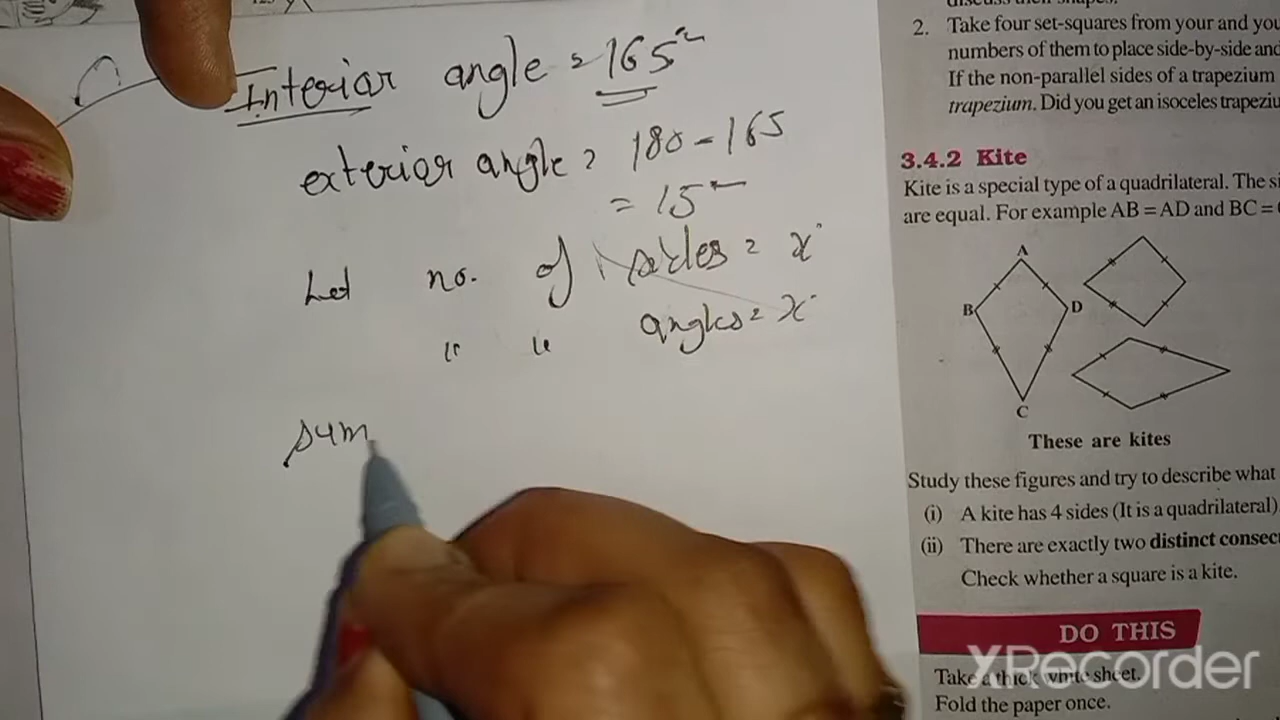 Interior angle = 165°
exterior angle = 180 - 165
= 15°
Let no. of sides = x
" " angles = x
sum
2. Take four set-squares from your and you
numbers of them to place side-by-side and
If the non-parallel sides of a trapezium
trapezium. Did you get an isoceles trapeziu
3.4.2 Kite
Kite is a special type of a quadrilateral. The si
are equal. For example AB = AD and BC =
A
B
D
C
These are kites
Study these figures and try to describe what
(i) A kite has 4 sides (It is a quadrilateral)
(ii) There are exactly two distinct consec
Check whether a square is a kite.
DO THIS
Take a thick white sheet.
Fold the paper once.
XRecorder